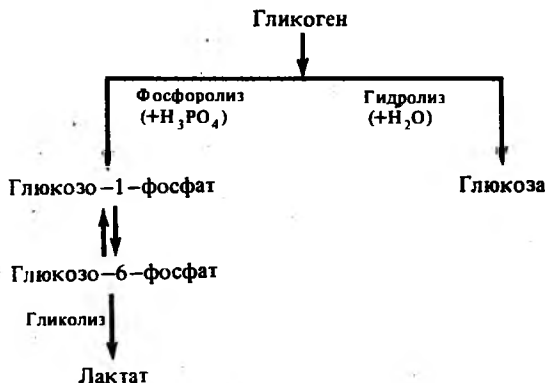 Гликоген
Фосфоролиз
(+H₃PO₄)
Гидролиз
(+H₂O)
Глюкозо-1-фосфат
Глюкоза
Глюкозо-6-фосфат
Гликолиз
Лактат